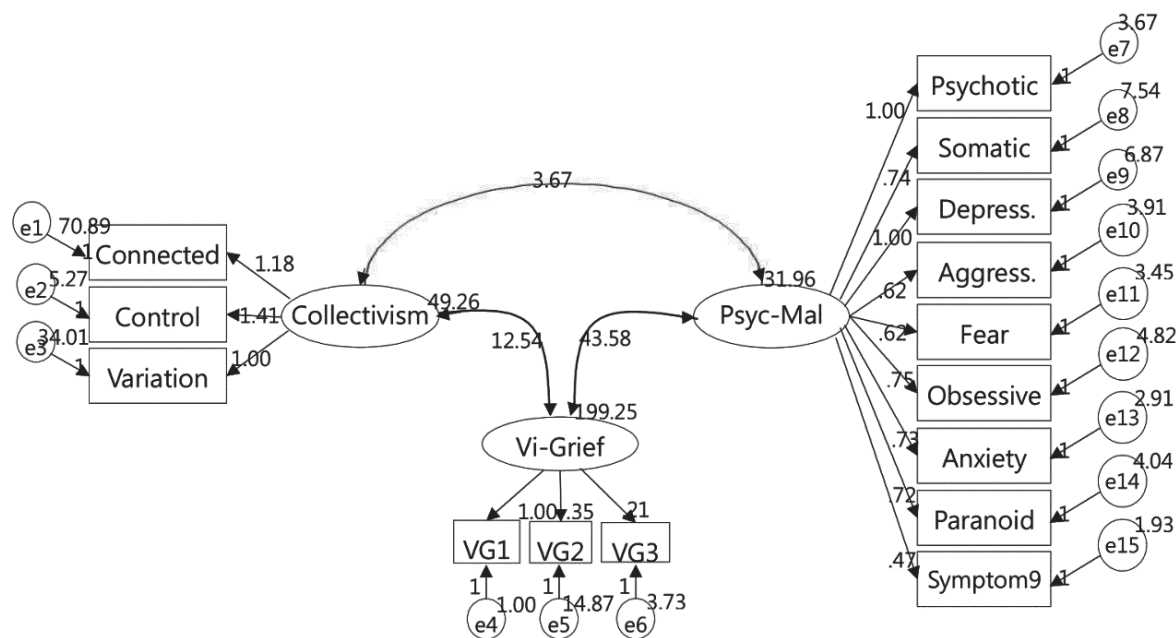 3.67
e7
Psychotic
1
1.00
7.54
e8
Somatic
1
.74
6.87
e9
Depress.
1
1.00
3.91
e10
Aggress.
1
.62
3.45
e11
Fear
1
.62
4.82
e12
Obsessive
1
.75
2.91
e13
Anxiety
1
.73
4.04
e14
Paranoid
1
.72
1.93
e15
Symptom9
1
.47
3.67
e1
70.89
1
Connected
1.18
e2
5.27
1
Control
1.41
e3
34.01
1
Variation
1.00
49.26
Collectivism
31.96
Psyc-Mal
12.54
43.58
199.25
Vi-Grief
1.00
.35
21
VG1
VG2
VG3
1
1
1
e4
1.00
e5
14.87
e6
3.73